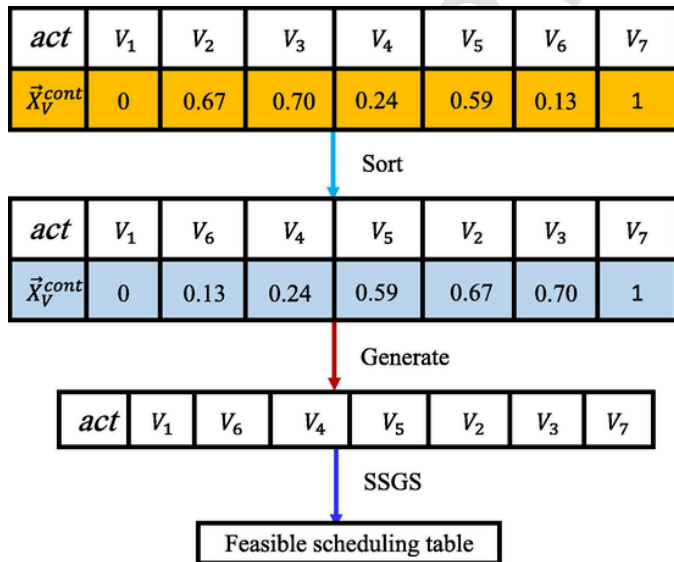 act V₁ V₂ V₃ V₄ V₅ V₆ V₇
X⃗_V^cont 0 0.67 0.70 0.24 0.59 0.13 1
Sort
act V₁ V₆ V₄ V₅ V₂ V₃ V₇
X⃗_V^cont 0 0.13 0.24 0.59 0.67 0.70 1
Generate
act V₁ V₆ V₄ V₅ V₂ V₃ V₇
SSGS
Feasible scheduling table